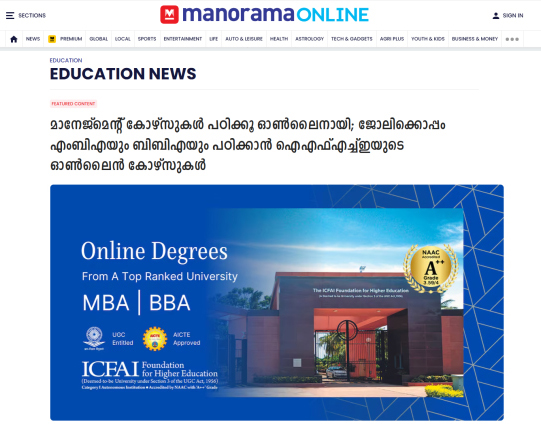 SECTIONS
manoramaONLINE
SIGN IN
NEWS PREMIUM GLOBAL LOCAL SPORTS ENTERTAINMENT LIFE AUTO & LEISURE HEALTH ASTROLOGY TECH & GADGETS AGRI PLUS YOUTH & KIDS BUSINESS & MONEY
EDUCATION
EDUCATION NEWS
FEATURED CONTENT
മാനേജ്മെന്റ് കോഴ്സുകൾ പഠിക്കൂ ഓൺലൈനായി; ജോലിക്കൊപ്പം
എംബിഎയും ബിബിഎയും പഠിക്കാൻ ഐഎഫ്എച്ച്ഇയുടെ
ഓൺലൈൻ കോഴ്സുകൾ
Online Degrees
From A Top Ranked University
MBA | BBA
UGC
Entitled
AICTE
Approved
ICFAI Foundation
for Higher Education
(Deemed-to-be University under Section 3 of the UGC Act, 1956)
Category I Autonomous Institution • Accredited by NAAC with 'A++' Grade
The ICFAI Foundation for Higher Education
NAAC
Accredited
A++
Grade
3.59/4